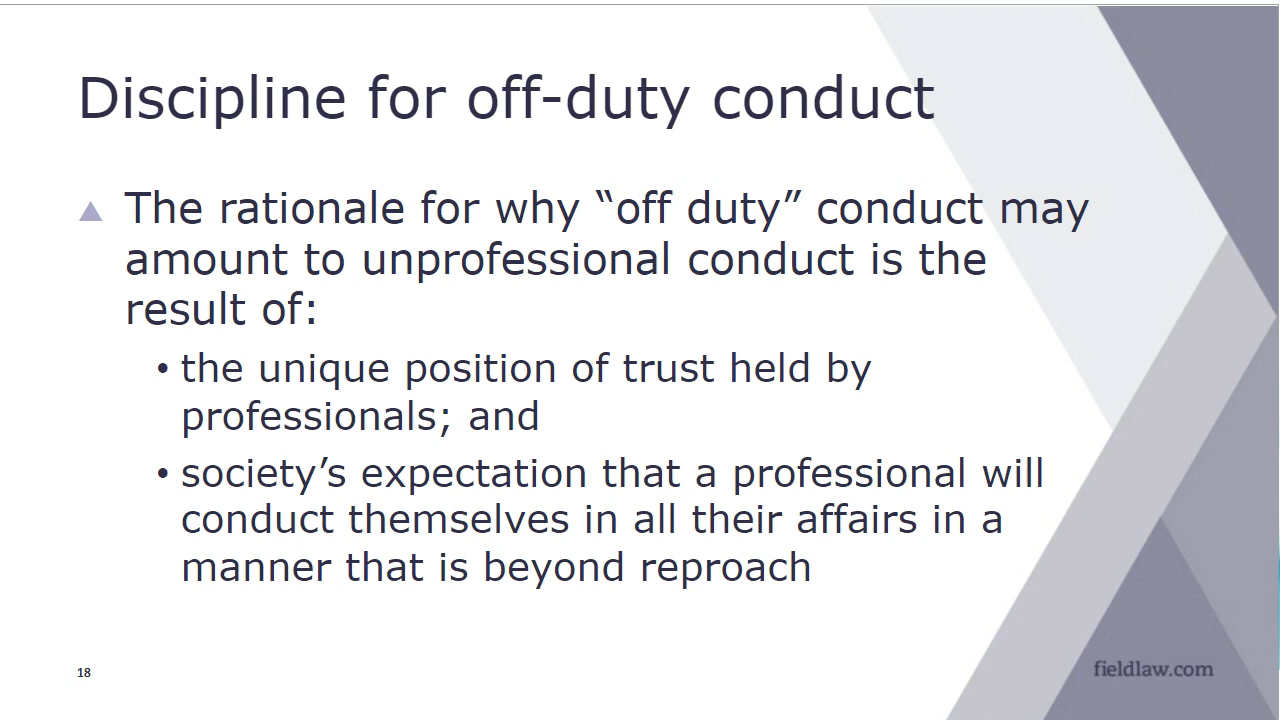 Discipline for off-duty conduct
The rationale for why “off duty” conduct may
amount to unprofessional conduct is the
result of:
• the unique position of trust held by
professionals; and
• society’s expectation that a professional will
conduct themselves in all their affairs in a
manner that is beyond reproach
18
fieldlaw.com